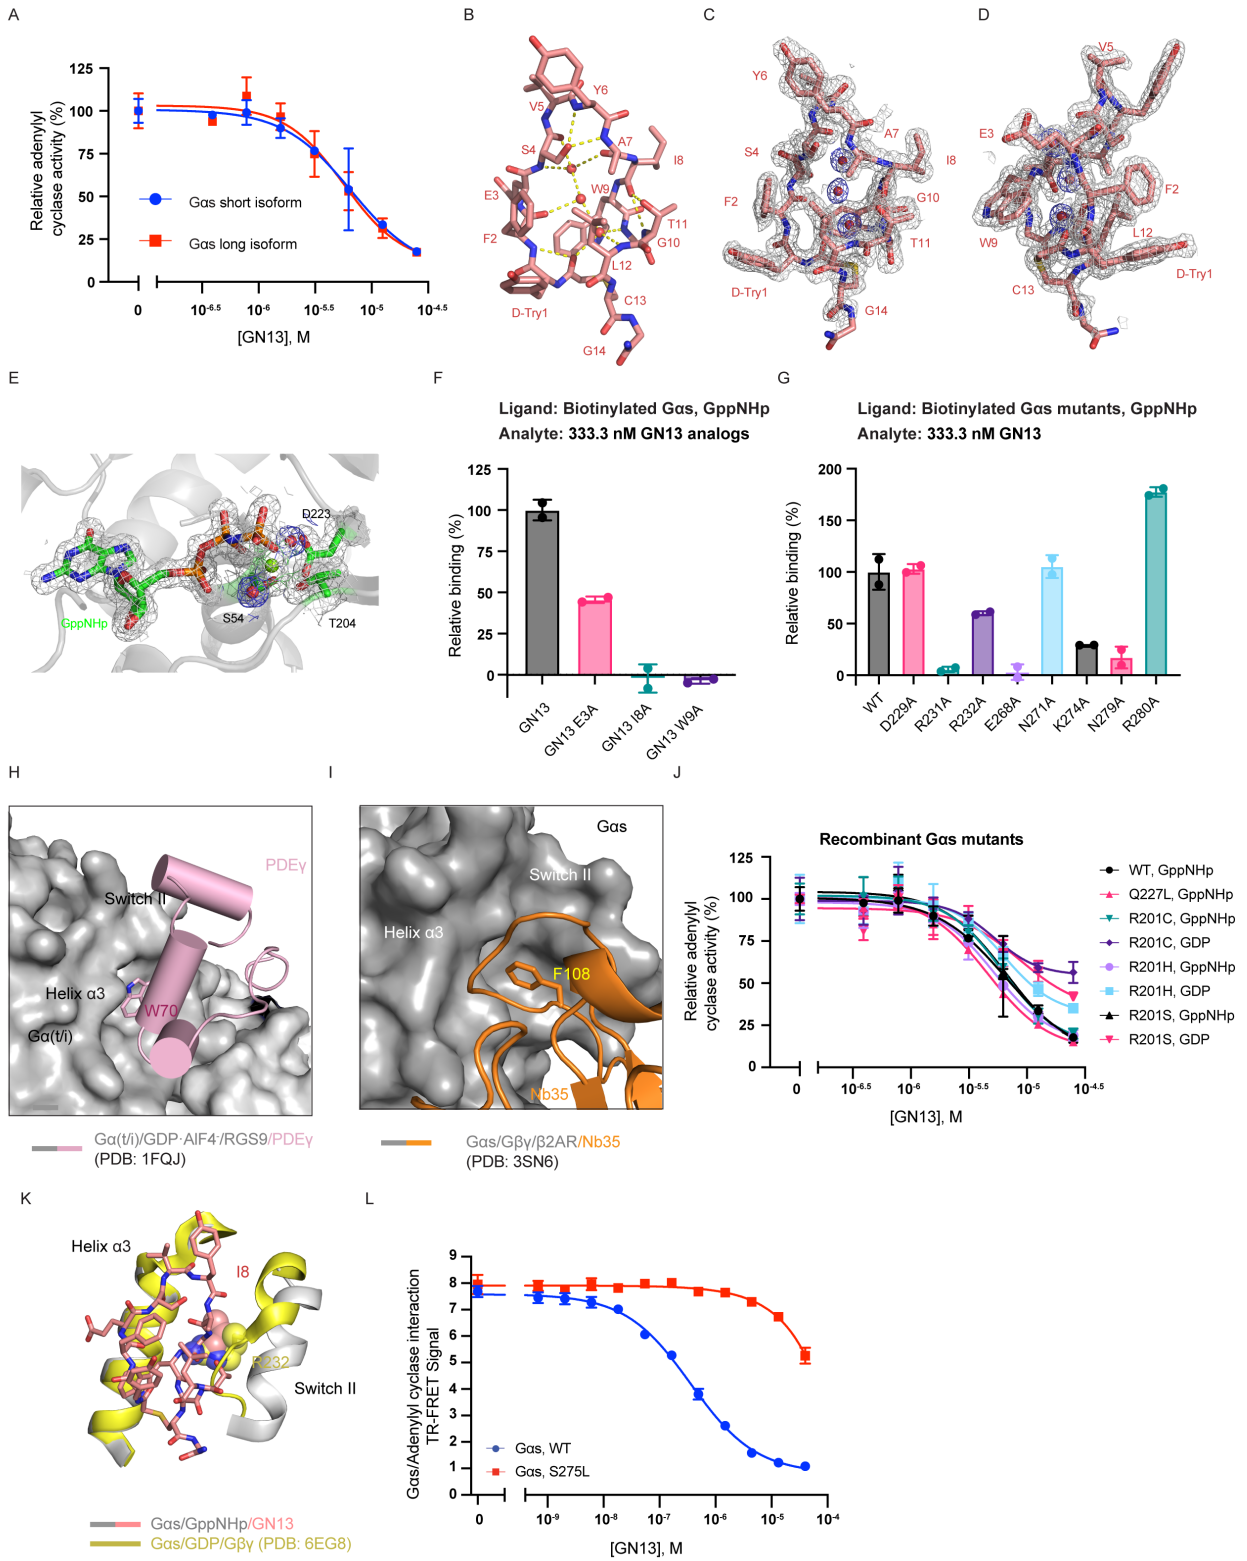 A
Relative adenylyl
cyclase activity (%)
125
100
75
50
25
0
Gαs short isoform
Gαs long isoform
0
10-6.5
10-6
10-5.5
10-5
10-4.5
[GN13], M
B
Y6
V5
S4
A7
I8
E3
W9
F2
T11
G10
L12
D-Try1
C13
G14
C
Y6
A7
S4
I8
F2
G10
T11
D-Try1
G14
D
V5
E3
F2
W9
L12
D-Try1
C13
E
D223
S54
T204
GppNHp
F
Ligand: Biotinylated Gαs, GppNHp
Analyte: 333.3 nM GN13 analogs
Relative binding (%)
125
100
75
50
25
0
GN13
GN13 E3A
GN13 I8A
GN13 W9A
G
Ligand: Biotinylated Gαs mutants, GppNHp
Analyte: 333.3 nM GN13
Relative binding (%)
200
150
100
50
0
WT
D229A
R231A
R232A
E268A
N271A
K274A
N279A
R280A
H
PDEγ
Switch II
Helix α3
W70
Gα(t/i)
Gα(t/i)/GDP·AlF4-/RGS9/PDEγ
(PDB: 1FQJ)
I
Gαs
Switch II
Helix α3
F108
Nb35
Gαs/Gβγ/β2AR/Nb35
(PDB: 3SN6)
J
Recombinant Gαs mutants
Relative adenylyl
cyclase activity (%)
125
100
75
50
25
0
WT, GppNHp
Q227L, GppNHp
R201C, GppNHp
R201C, GDP
R201H, GppNHp
R201H, GDP
R201S, GppNHp
R201S, GDP
0
10-6.5
10-6
10-5.5
10-5
10-4.5
[GN13], M
K
Helix α3
I8
R232
Switch II
Gαs/GppNHp/GN13
Gαs/GDP/Gβγ (PDB: 6EG8)
L
Gαs/Adenylyl cyclase interaction
TR-FRET Signal
9
8
7
6
5
4
3
2
1
0
Gαs, WT
Gαs, S275L
0
10-9
10-8
10-7
10-6
10-5
10-4
[GN13], M